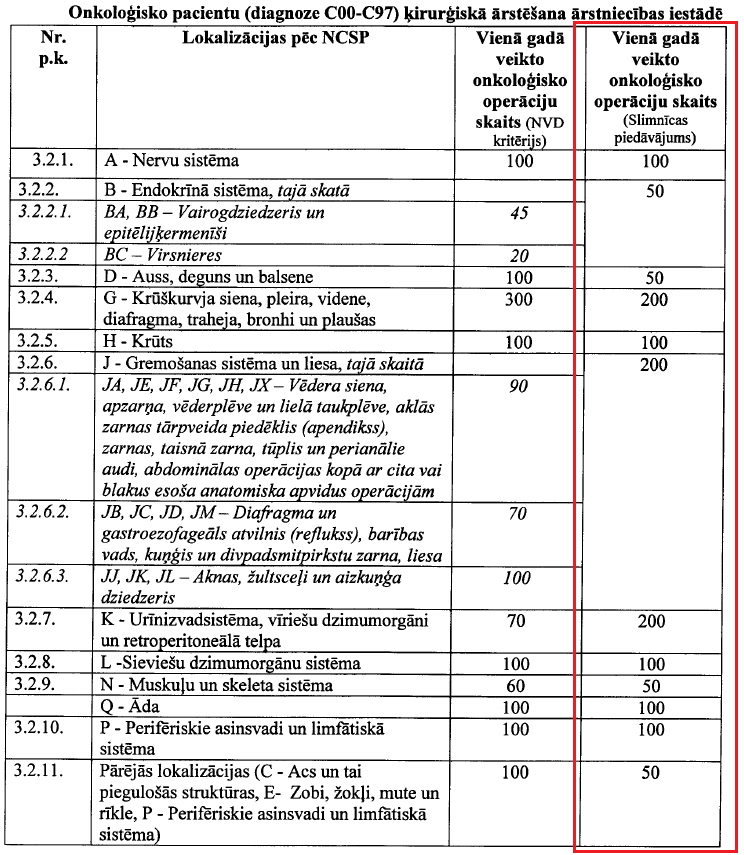 Onkoloģisko pacientu (diagnoze C00-C97) ķirurģiskā ārstēšana ārstniecības iestādē
Nr. p.k.
Lokalizācijas pēc NCSP
Vienā gadā
veikto
onkoloģisko
operāciju
skaits (NVD
kritērijs)
Vienā gadā
veikto
onkoloģisko
operāciju skaits
(Slimnīcas
piedāvājums)
3.2.1. A - Nervu sistēma 100 100
3.2.2. B - Endokrīnā sistēma, tajā skatā 50
3.2.2.1. BA, BB – Vairogdziedzeris un 45
epitēlijķermenīši
3.2.2.2 BC – Virsnieres 20
3.2.3. D - Auss, deguns un balsene 100 50
3.2.4. G - Krūškurvja siena, pleira, videne, 300 200
diafragma, traheja, bronhi un plaušas
3.2.5. H - Krūts 100 100
3.2.6. J - Gremošanas sistēma un liesa, tajā skaitā 200
3.2.6.1. JA, JE, JF, JG, JH, JX – Vēdera siena, 90
apzarņa, vēderplēve un lielā taukplēve, aklās
zarnas tārpveida piedēklis (apendikss),
zarnas, taisnā zarna, tūplis un perianālie
audi, abdominālas operācijas kopā ar cita vai
blakus esoša anatomiska apvidus operācijām
3.2.6.2. JB, JC, JD, JM – Diafragma un 70
gastroezofageāls atvilnis (reflukss), barības
vads, kuņģis un divpadsmitpirkstu zarna, liesa
3.2.6.3. JJ, JK, JL – Aknas, žultsceļi un aizkuņģa 100
dziedzeris
3.2.7. K - Urīnizvadsistēma, vīriešu dzimumorgāni 70 200
un retroperitoneālā telpa
3.2.8. L -Sieviešu dzimumorgānu sistēma 100 100
3.2.9. N - Muskuļu un skeleta sistēma 60 50
Q - Āda 100 100
3.2.10. P - Perifēriskie asinsvadi un limfātiskā 100 100
sistēma
3.2.11. Pārējās lokalizācijas (C - Acs un tai 100 50
piegulošās struktūras, E- Zobi, žokļi, mute un
rīkle, P - Perifēriskie asinsvadi un limfātiskā
sistēma)